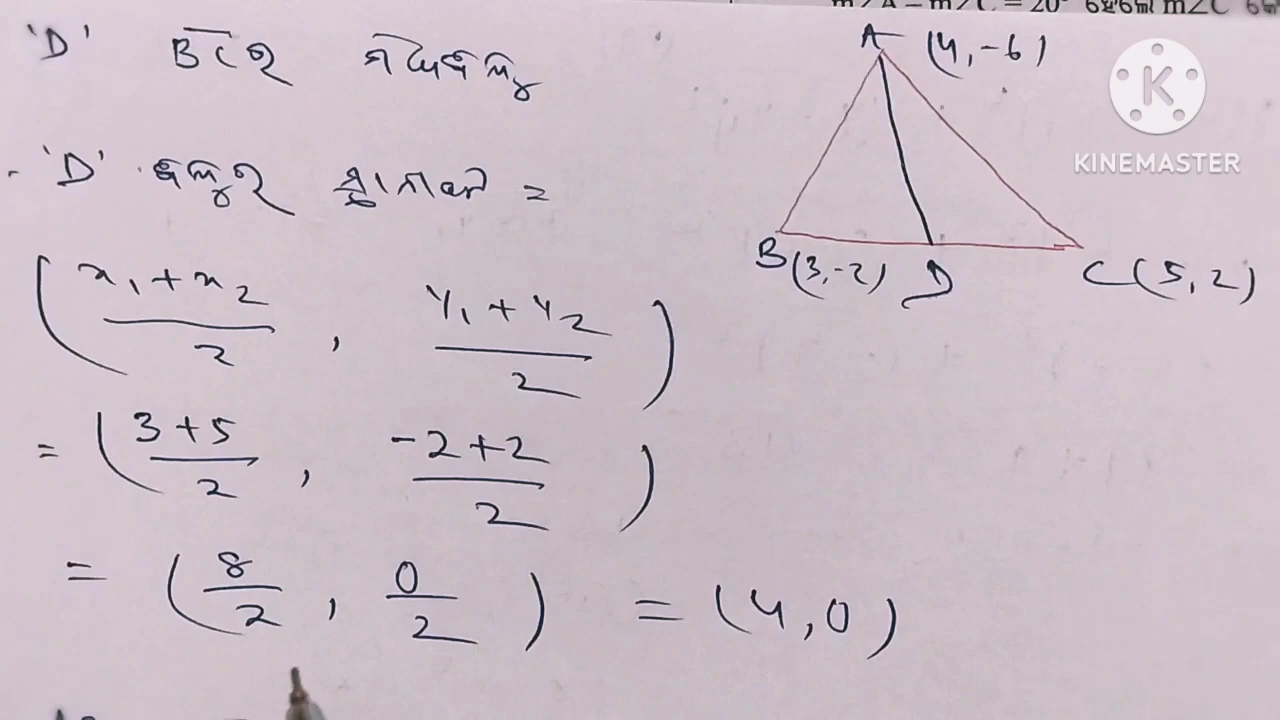 m∠A – m∠C = 20° ହେଲେ m∠C
'D' BC ର ମଧ୍ୟବିନ୍ଦୁ
A (4, -6)
KINEMASTER
'D' ବିନ୍ଦୁର ସ୍ଥାନାଙ୍କ =
B (3, -2) D C (5, 2)
( x₁ + x₂ / 2 , y₁ + y₂ / 2 )
= ( 3 + 5 / 2 , -2 + 2 / 2 )
= ( 8 / 2 , 0 / 2 ) = (4, 0)